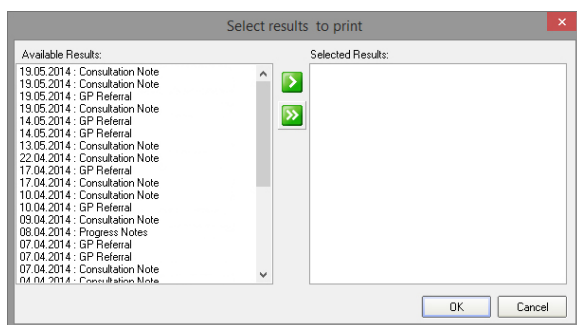 Select results to print
Available Results:
Selected Results:
19.05.2014 : Consultation Note
19.05.2014 : Consultation Note
19.05.2014 : GP Referral
19.05.2014 : Consultation Note
14.05.2014 : GP Referral
14.05.2014 : GP Referral
13.05.2014 : Consultation Note
22.04.2014 : Consultation Note
17.04.2014 : GP Referral
17.04.2014 : Consultation Note
10.04.2014 : Consultation Note
10.04.2014 : GP Referral
09.04.2014 : Consultation Note
08.04.2014 : Progress Notes
07.04.2014 : GP Referral
07.04.2014 : GP Referral
07.04.2014 : Consultation Note
04.04.2014 : Consultation Note
OK
Cancel